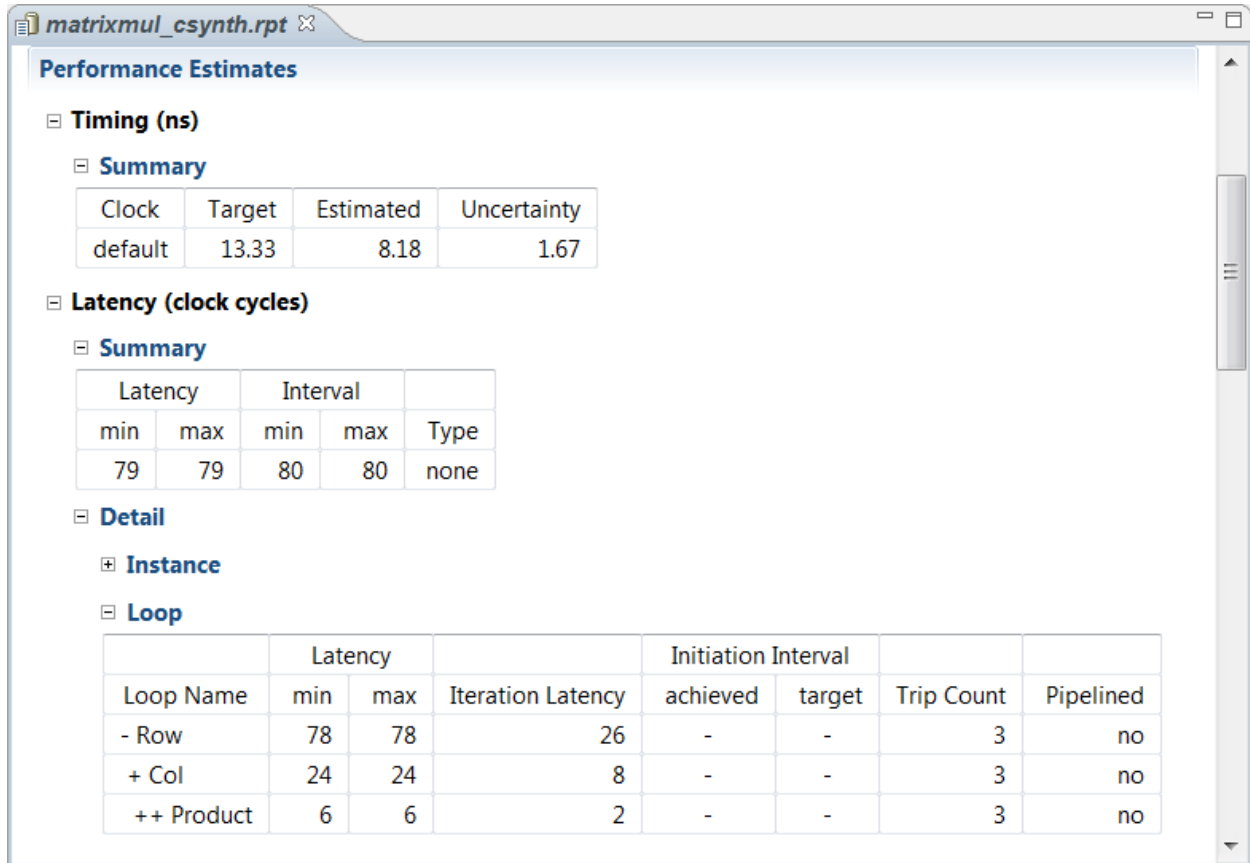 matrixmul_csynth.rpt
Performance Estimates
Timing (ns)
Summary
Clock Target Estimated Uncertainty
default 13.33 8.18 1.67
Latency (clock cycles)
Summary
Latency Interval
min max min max Type
79 79 80 80 none
Detail
Instance
Loop
Latency Initiation Interval
Loop Name min max Iteration Latency achieved target Trip Count Pipelined
- Row 78 78 26 - - 3 no
+ Col 24 24 8 - - 3 no
++ Product 6 6 2 - - 3 no